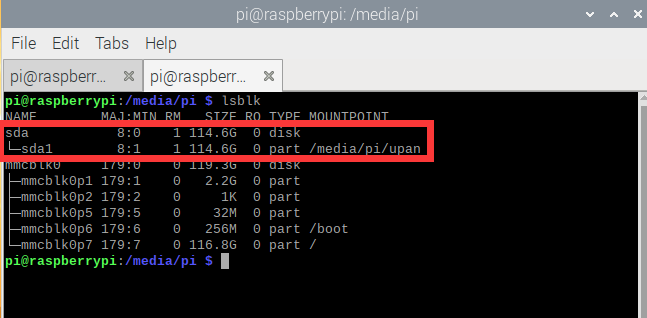 pi@raspberrypi: /media/pi
File Edit Tabs Help
pi@raspberr... pi@raspberr...
pi@raspberrypi:/media/pi $ lsblk
NAME        MAJ:MIN RM   SIZE RO TYPE MOUNTPOINT
sda           8:0    1 114.6G  0 disk
└─sda1        8:1    1 114.6G  0 part /media/pi/upan
mmcblk0     179:0    0 119.3G  0 disk
├─mmcblk0p1 179:1    0   2.2G  0 part
├─mmcblk0p2 179:2    0     1K  0 part
├─mmcblk0p5 179:5    0    32M  0 part
├─mmcblk0p6 179:6    0   256M  0 part /boot
└─mmcblk0p7 179:7    0 116.8G  0 part /
pi@raspberrypi:/media/pi $